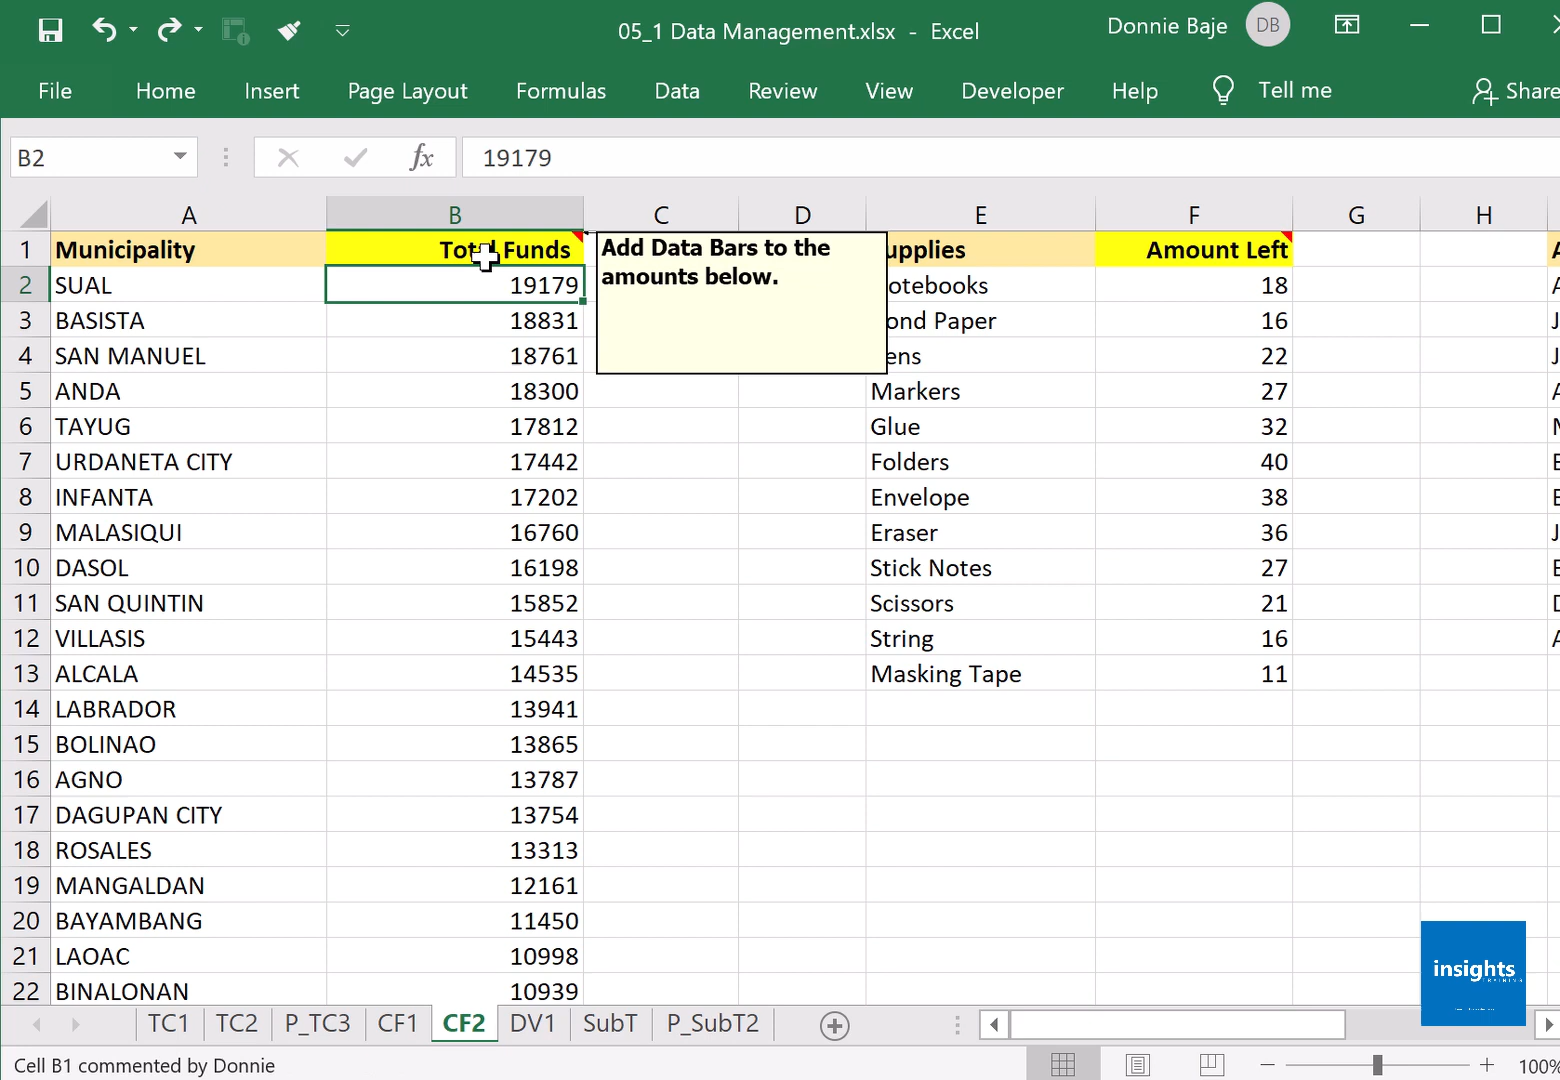 05_1 Data Management.xlsx - Excel
Donnie Baje DB
File Home Insert Page Layout Formulas Data Review View Developer Help Tell me Share
B2 fx 19179
A B C D E F G H
1 Municipality Total Funds Supplies Amount Left A
Add Data Bars to the
amounts below.
2 SUAL 19179 otebooks 18 A
3 BASISTA 18831 ond Paper 16 J
4 SAN MANUEL 18761 ens 22 J
5 ANDA 18300 Markers 27 A
6 TAYUG 17812 Glue 32 M
7 URDANETA CITY 17442 Folders 40 E
8 INFANTA 17202 Envelope 38 E
9 MALASIQUI 16760 Eraser 36 J
10 DASOL 16198 Stick Notes 27 E
11 SAN QUINTIN 15852 Scissors 21 D
12 VILLASIS 15443 String 16 A
13 ALCALA 14535 Masking Tape 11
14 LABRADOR 13941
15 BOLINAO 13865
16 AGNO 13787
17 DAGUPAN CITY 13754
18 ROSALES 13313
19 MANGALDAN 12161
20 BAYAMBANG 11450
21 LAOAC 10998
22 BINALONAN 10939
insights
TRAINING
TC1 TC2 P_TC3 CF1 CF2 DV1 SubT P_SubT2
Cell B1 commented by Donnie 100%